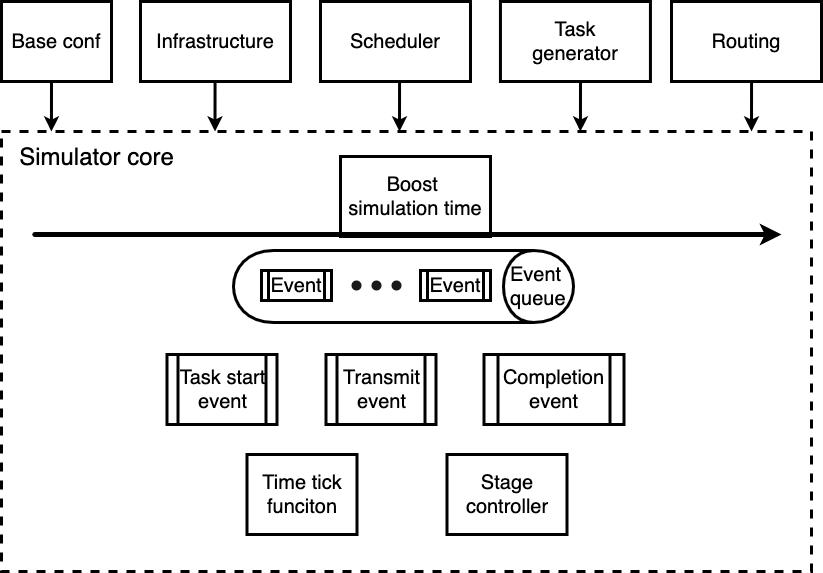 Base conf
Infrastructure
Scheduler
Task
generator
Routing
Simulator core
Boost
simulation time
Event
Event
Event
queue
Task start
event
Transmit
event
Completion
event
Time tick
funciton
Stage
controller